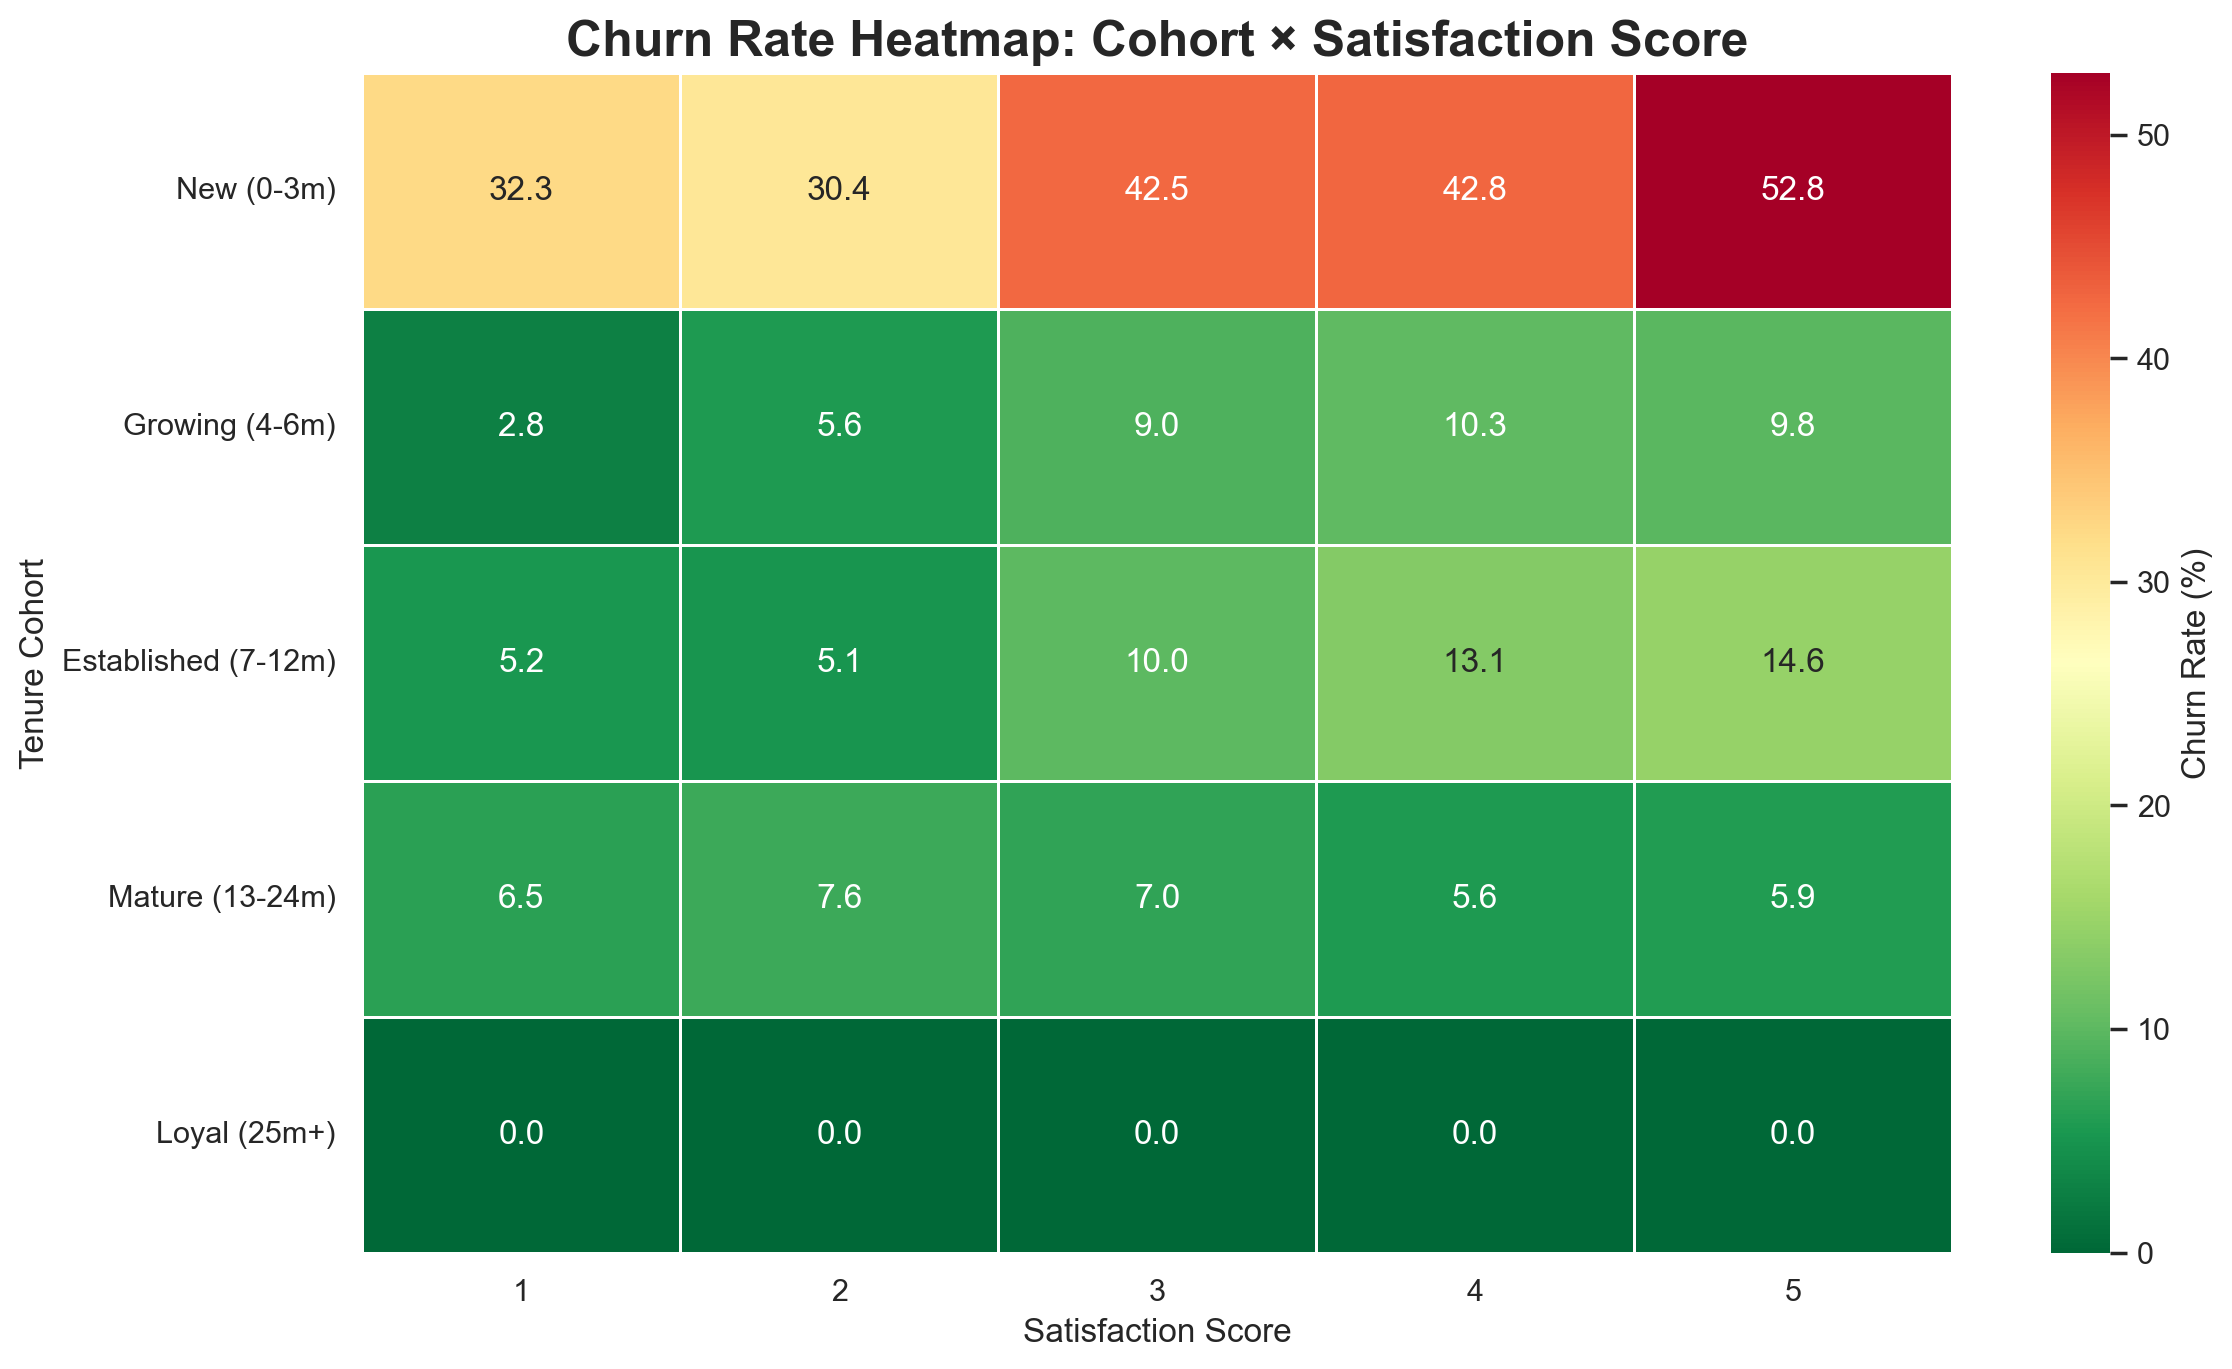 Churn Rate Heatmap: Cohort × Satisfaction Score
New (0-3m) 32.3 30.4 42.5 42.8 52.8
Growing (4-6m) 2.8 5.6 9.0 10.3 9.8
Established (7-12m) 5.2 5.1 10.0 13.1 14.6
Mature (13-24m) 6.5 7.6 7.0 5.6 5.9
Loyal (25m+) 0.0 0.0 0.0 0.0 0.0
1 2 3 4 5
Satisfaction Score
Tenure Cohort
50
40
30
20
10
0
Churn Rate (%)